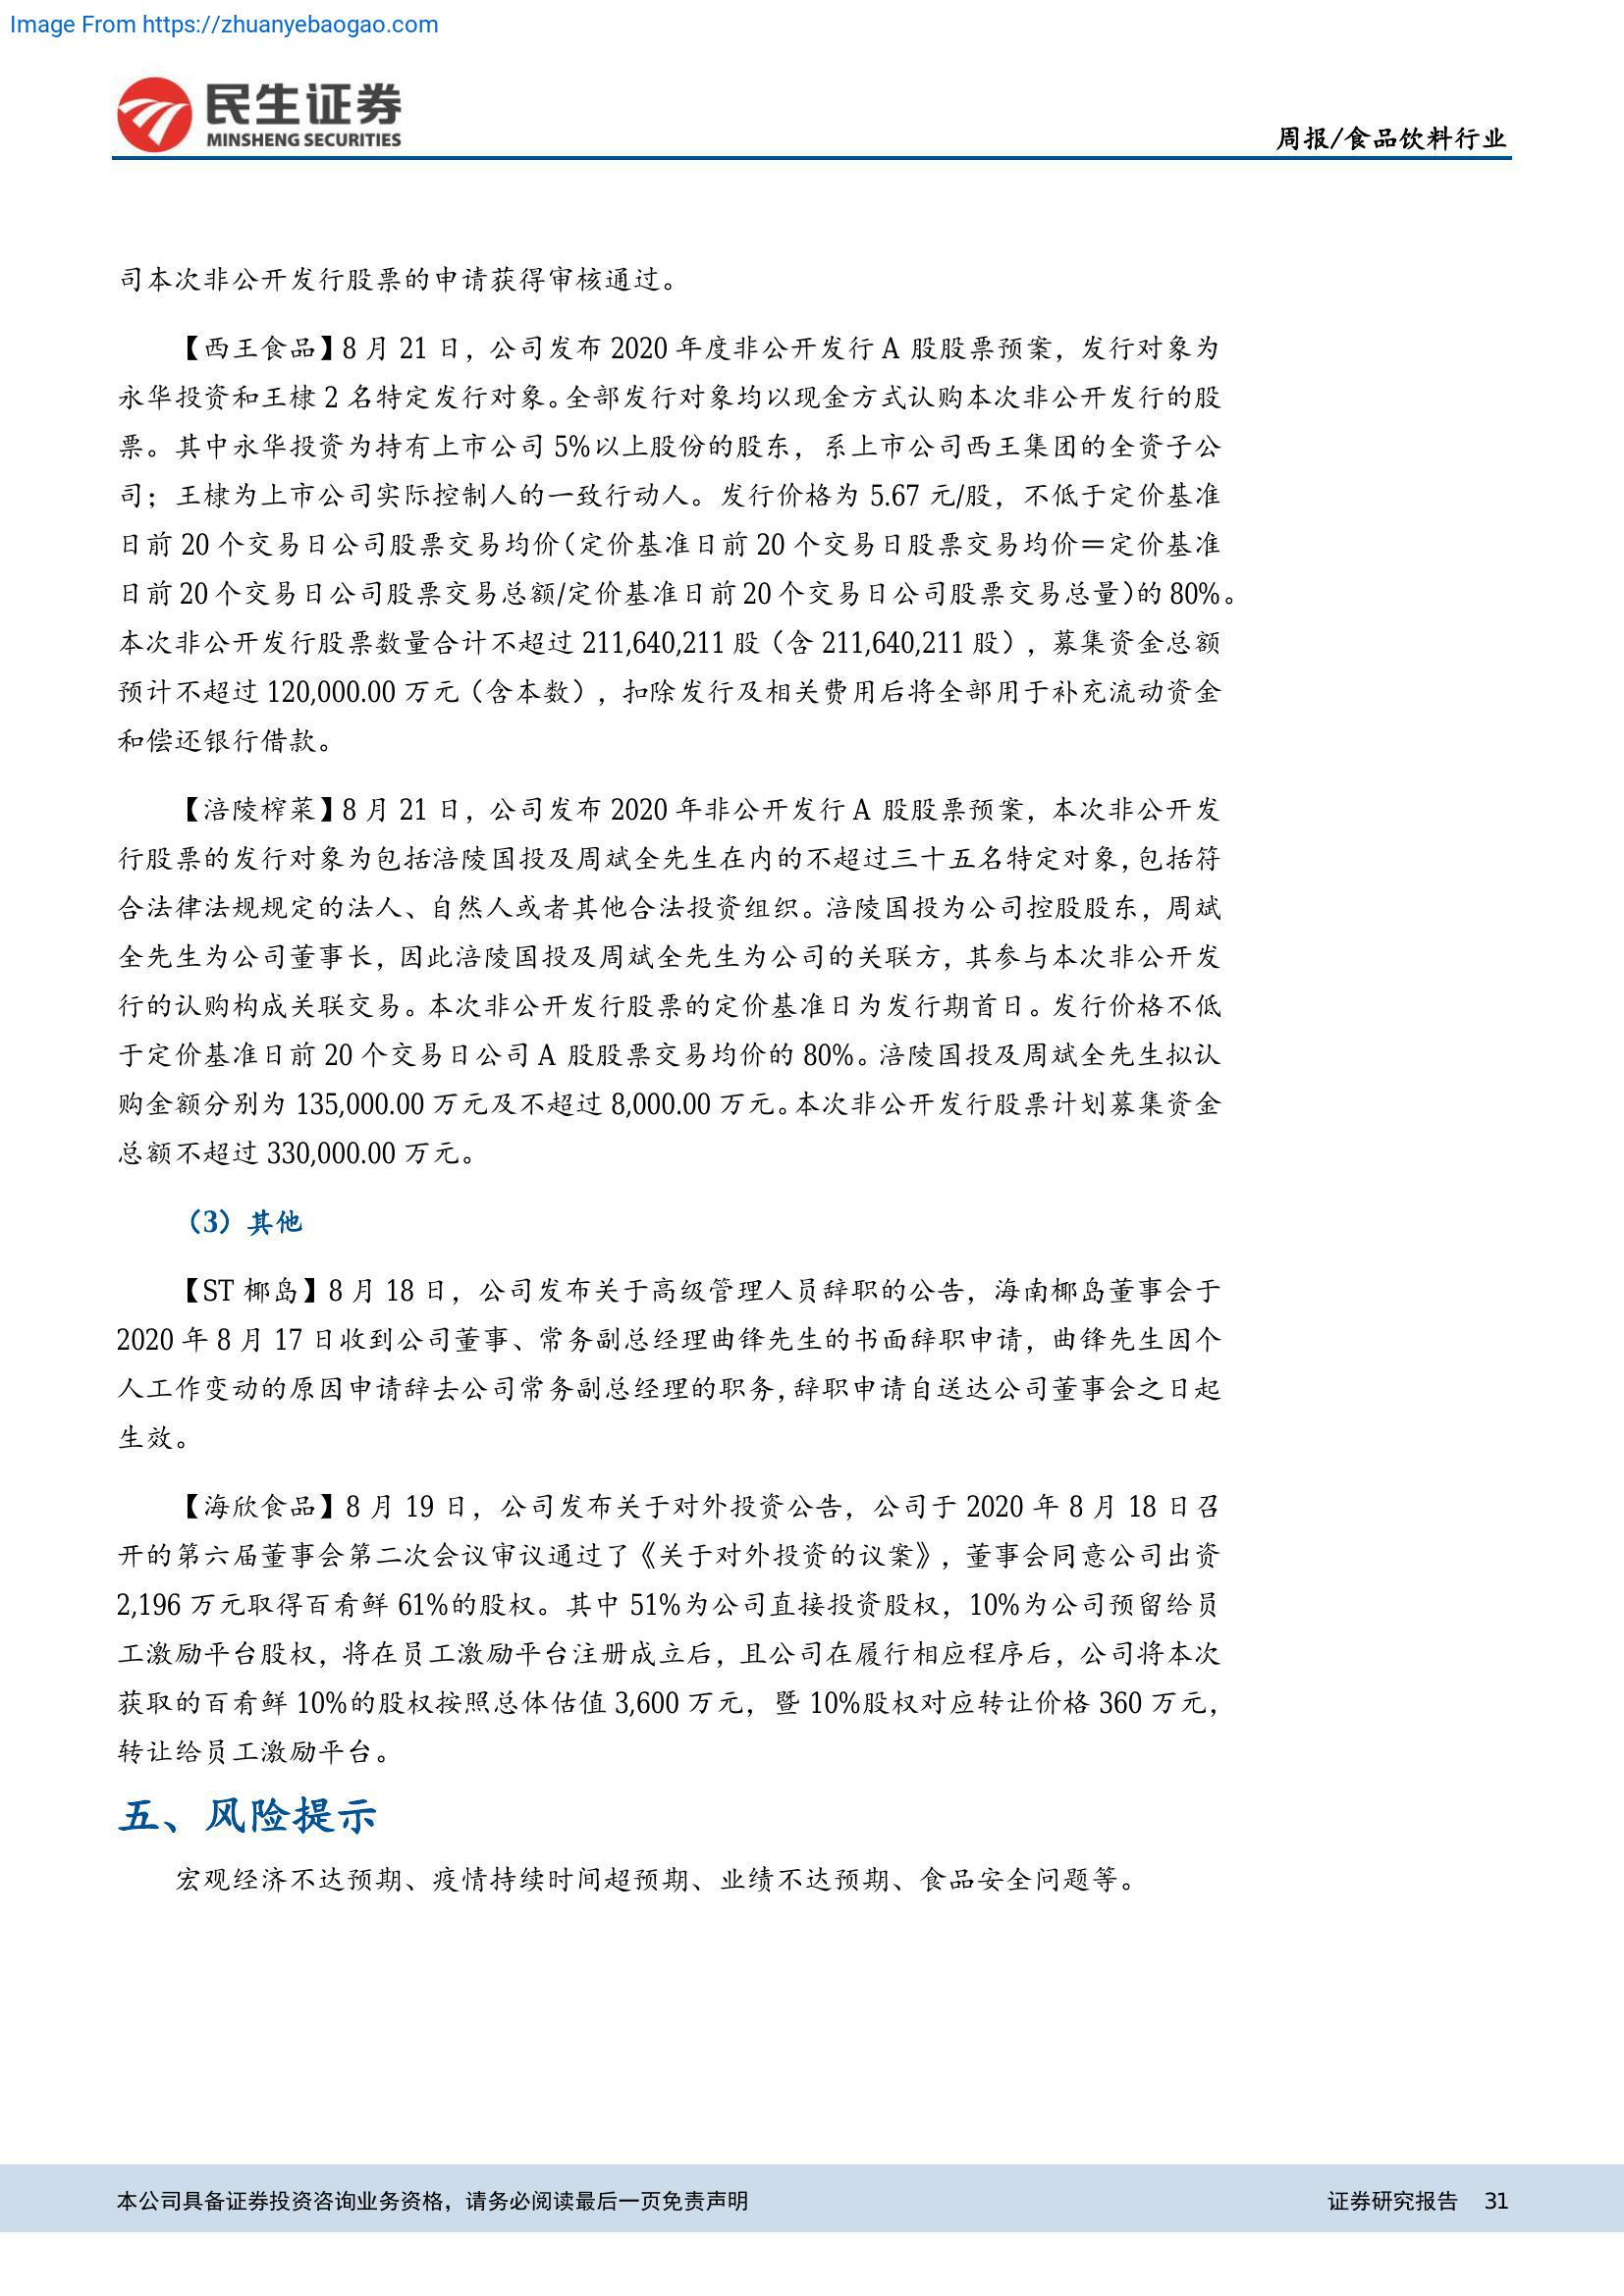 Image From https://zhuanyebaogao.com
民生证券
MINSHENG SECURITIES
周报/食品饮料行业
司本次非公开发行股票的申请获得审核通过。
【西王食品】8 月 21 日，公司发布 2020 年度非公开发行 A 股股票预案，发行对象为
永华投资和王棣 2 名特定发行对象。全部发行对象均以现金方式认购本次非公开发行的股
票。其中永华投资为持有上市公司 5%以上股份的股东，系上市公司西王集团的全资子公
司；王棣为上市公司实际控制人的一致行动人。发行价格为 5.67 元/股，不低于定价基准
日前 20 个交易日公司股票交易均价（定价基准日前 20 个交易日股票交易均价＝定价基准
日前 20 个交易日公司股票交易总额/定价基准日前 20 个交易日公司股票交易总量）的 80%。
本次非公开发行股票数量合计不超过 211,640,211 股（含 211,640,211 股），募集资金总额
预计不超过 120,000.00 万元（含本数），扣除发行及相关费用后将全部用于补充流动资金
和偿还银行借款。
【涪陵榨菜】8 月 21 日，公司发布 2020 年非公开发行 A 股股票预案，本次非公开发
行股票的发行对象为包括涪陵国投及周斌全先生在内的不超过三十五名特定对象，包括符
合法律法规规定的法人、自然人或者其他合法投资组织。涪陵国投为公司控股股东，周斌
全先生为公司董事长，因此涪陵国投及周斌全先生为公司的关联方，其参与本次非公开发
行的认购构成关联交易。本次非公开发行股票的定价基准日为发行期首日。发行价格不低
于定价基准日前 20 个交易日公司 A 股股票交易均价的 80%。涪陵国投及周斌全先生拟认
购金额分别为 135,000.00 万元及不超过 8,000.00 万元。本次非公开发行股票计划募集资金
总额不超过 330,000.00 万元。
（3）其他
【ST 椰岛】8 月 18 日，公司发布关于高级管理人员辞职的公告，海南椰岛董事会于
2020 年 8 月 17 日收到公司董事、常务副总经理曲锋先生的书面辞职申请，曲锋先生因个
人工作变动的原因申请辞去公司常务副总经理的职务，辞职申请自送达公司董事会之日起
生效。
【海欣食品】8 月 19 日，公司发布关于对外投资公告，公司于 2020 年 8 月 18 日召
开的第六届董事会第二次会议审议通过了《关于对外投资的议案》，董事会同意公司出资
2,196 万元取得百肴鲜 61%的股权。其中 51%为公司直接投资股权，10%为公司预留给员
工激励平台股权，将在员工激励平台注册成立后，且公司在履行相应程序后，公司将本次
获取的百肴鲜 10%的股权按照总体估值 3,600 万元，暨 10%股权对应转让价格 360 万元，
转让给员工激励平台。
五、风险提示
宏观经济不达预期、疫情持续时间超预期、业绩不达预期、食品安全问题等。
本公司具备证券投资咨询业务资格，请务必阅读最后一页免责声明
证券研究报告 31